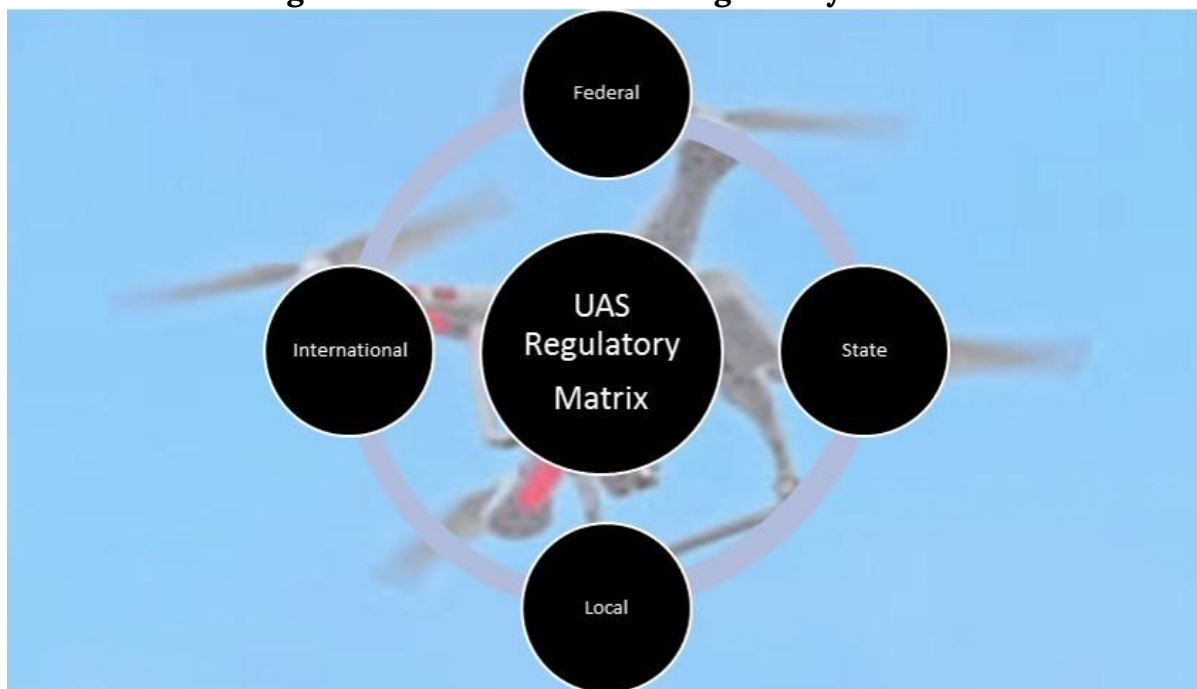 Federal
UAS
Regulatory
Matrix
International
State
Local